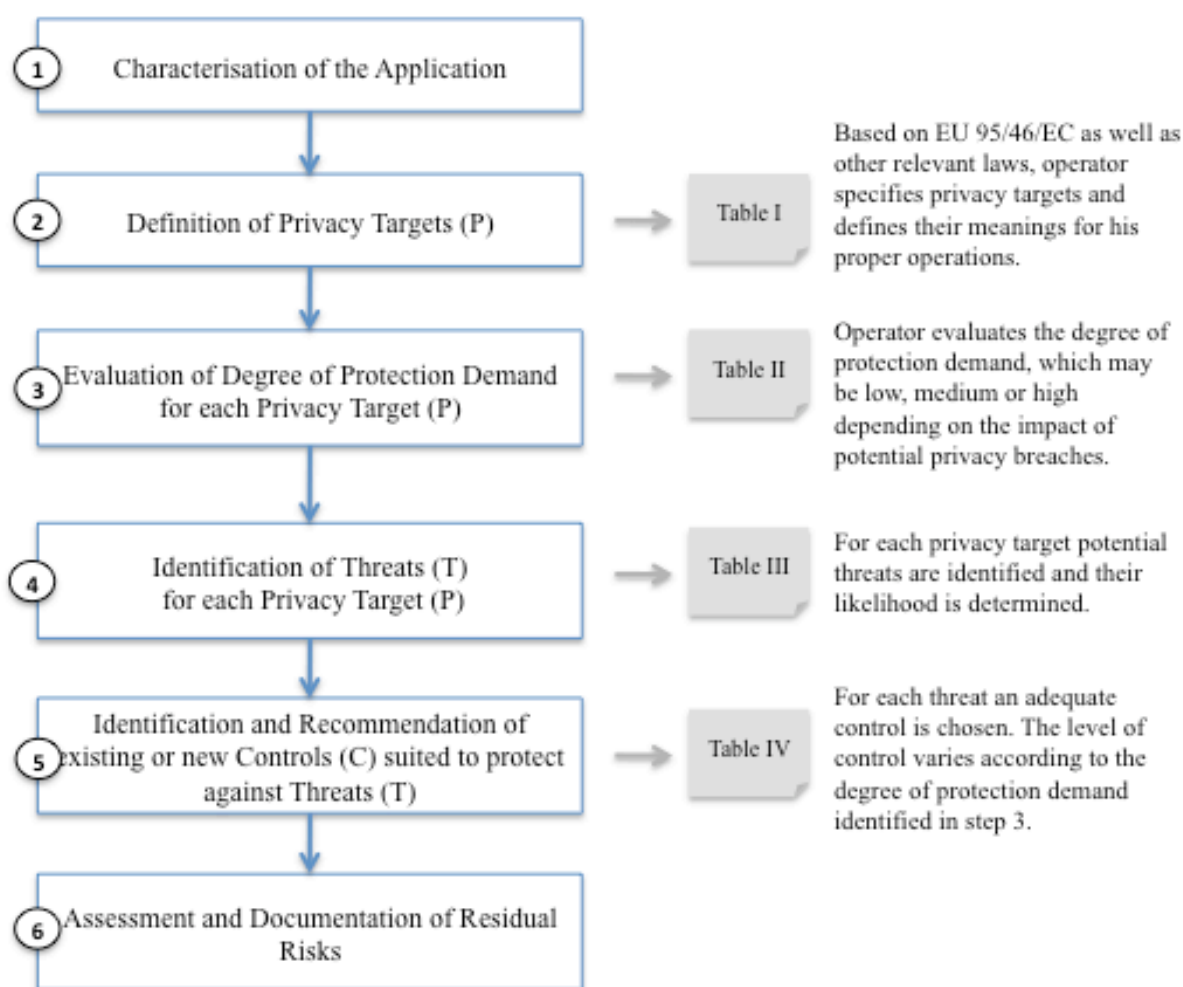 1
Characterisation of the Application
2
Definition of Privacy Targets (P)
Table I
Based on EU 95/46/EC as well as
other relevant laws, operator
specifies privacy targets and
defines their meanings for his
proper operations.
3
Evaluation of Degree of Protection Demand
for each Privacy Target (P)
Table II
Operator evaluates the degree of
protection demand, which may
be low, medium or high
depending on the impact of
potential privacy breaches.
4
Identification of Threats (T)
for each Privacy Target (P)
Table III
For each privacy target potential
threats are identified and their
likelihood is determined.
5
Identification and Recommendation of
existing or new Controls (C) suited to protect
against Threats (T)
Table IV
For each threat an adequate
control is chosen. The level of
control varies according to the
degree of protection demand
identified in step 3.
6
Assessment and Documentation of Residual
Risks